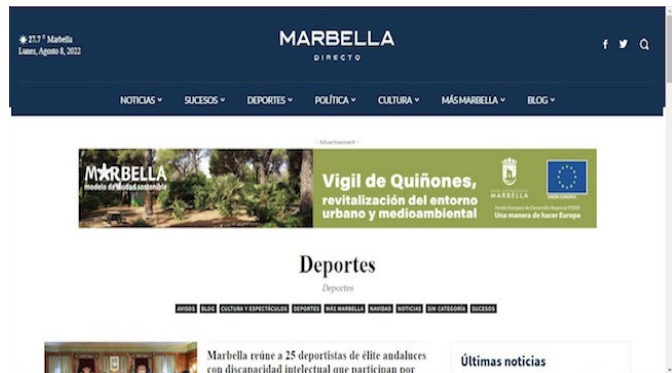 27.7 ° Marbella
Lunes, Agosto 8, 2022
MARBELLA
DIRECTO
NOTICIAS SUCESOS DEPORTES POLÍTICA CULTURA MÁS MARBELLA BLOG
- Advertisement -
MARBELLA
modelo de ciudad sostenible
Vigil de Quiñones,
revitalización del entorno
urbano y medioambiental
MARBELLA
UNIÓN EUROPEA
Fondo Europeo de Desarrollo Regional FEDER
Una manera de hacer Europa
Deportes
Deportes
AVISOS BLOG CULTURA Y ESPECTÁCULOS DEPORTES MÁS MARBELLA NAVIDAD NOTICIAS SIN CATEGORÍA SUCESOS
Marbella reúne a 25 deportistas de élite andaluces
con discapacidad intelectual que participan por
Últimas noticias